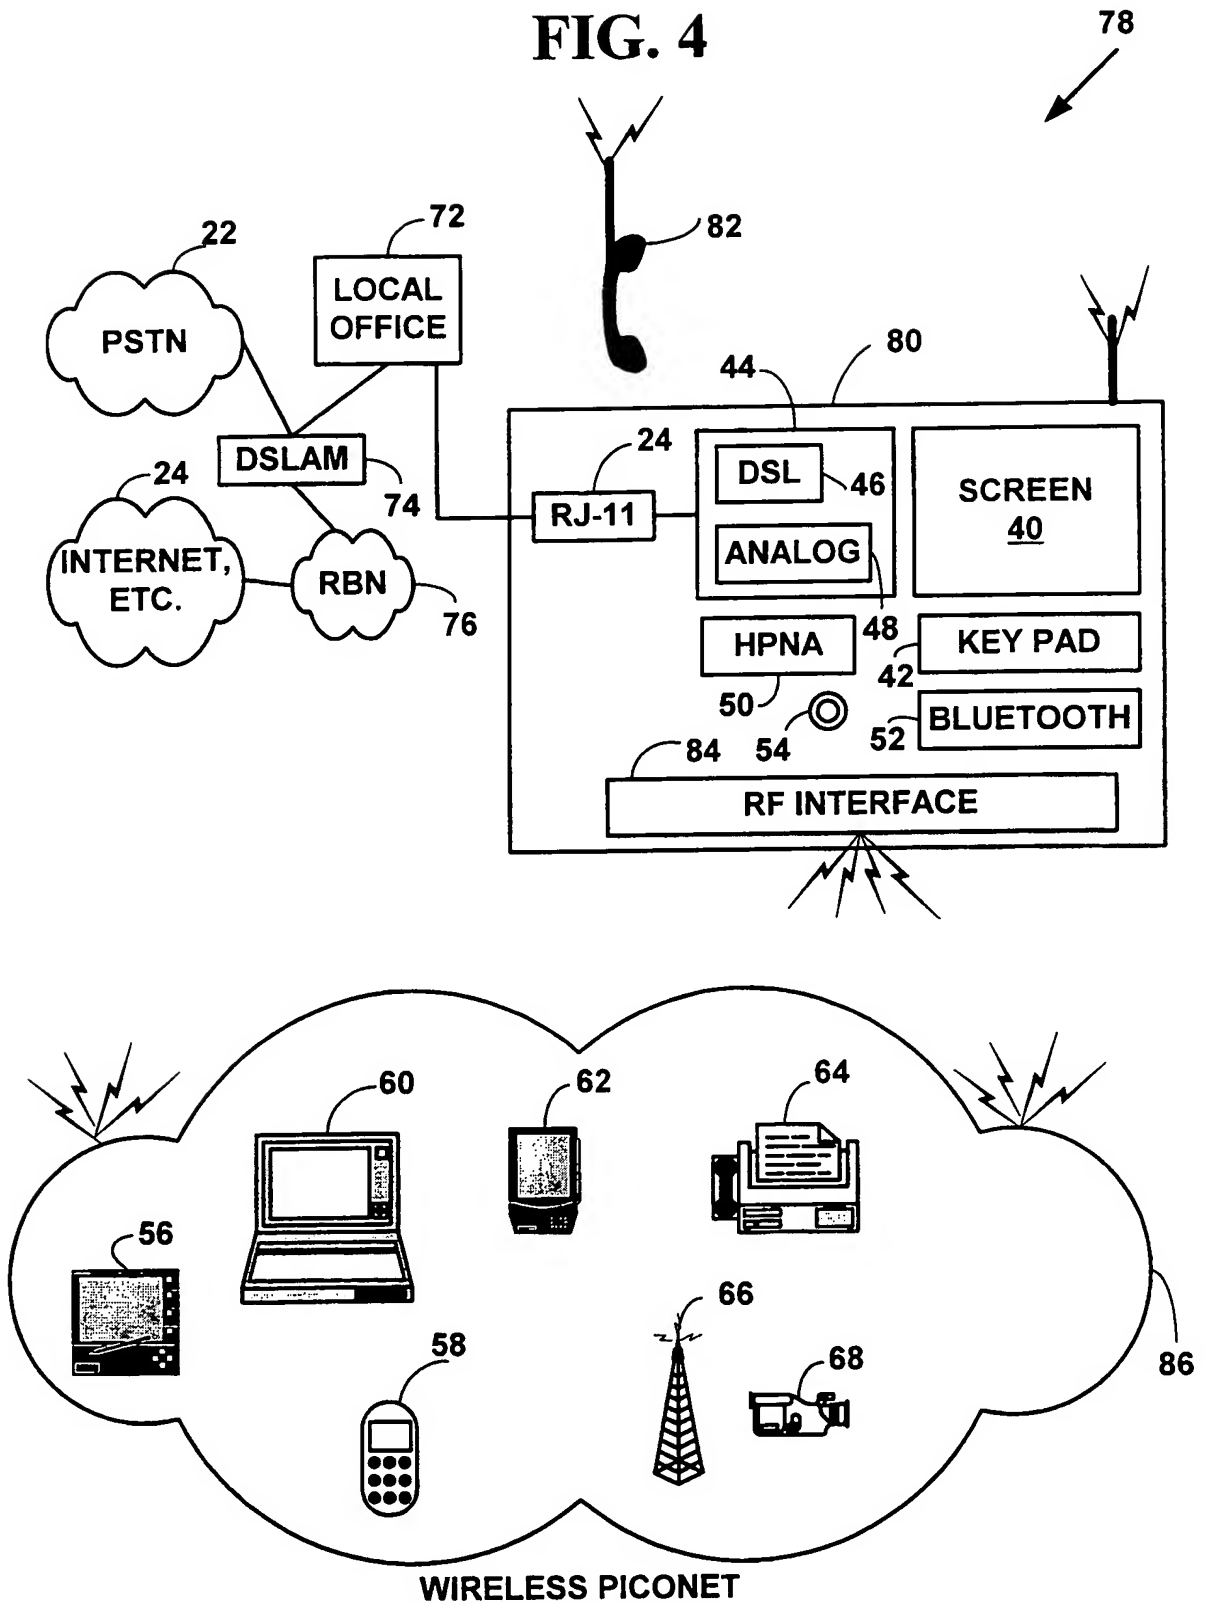 FIG. 4
78
72
82
22
LOCAL
OFFICE
PSTN
80
44
24
DSLAM
DSL
46
SCREEN
40
24
74
RJ-11
ANALOG
INTERNET,
ETC.
RBN
76
48
HPNA
KEY PAD
42
50
54
52
BLUETOOTH
84
RF INTERFACE
60
62
64
56
66
58
68
86
WIRELESS PICONET